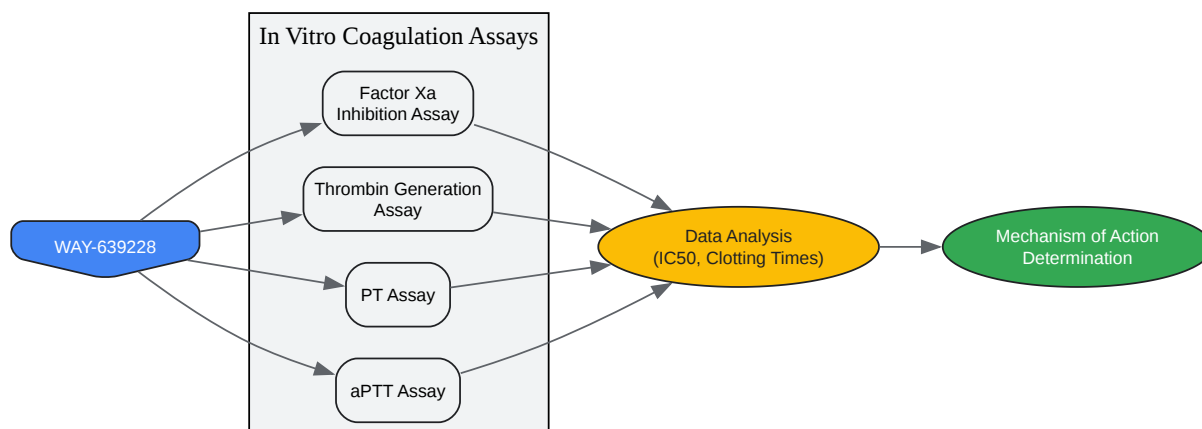 In Vitro Coagulation Assays
Factor Xa
Inhibition Assay
Thrombin Generation
Assay
WAY-639228
PT Assay
aPTT Assay
Data Analysis
(IC50, Clotting Times)
Mechanism of Action
Determination